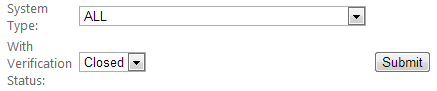 System
Type: ALL
With
Verification Closed Submit
Status: